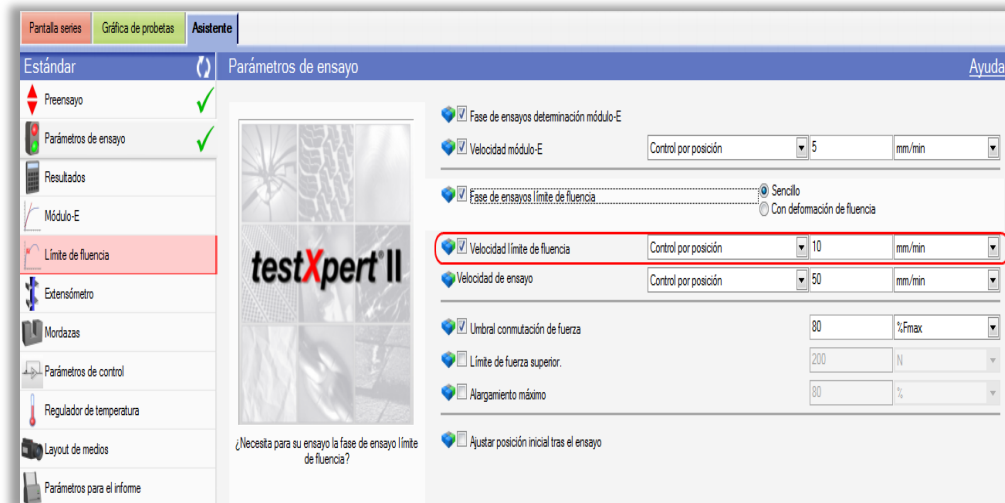 Pantalla series
Gráfica de probetas
Asistente
Estándar
Parámetros de ensayo
Ayuda
Preensayo
Parámetros de ensayo
Resultados
Módulo-E
Límite de fluencia
Extensómetro
Mordazas
Parámetros de control
Regulador de temperatura
Layout de medios
Parámetros para el informe
testXpert® II
¿Necesita para su ensayo la fase de ensayo límite
de fluencia?
Fase de ensayos determinación módulo-E
Velocidad módulo-E Control por posición 5 mm/min
Fase de ensayos límite de fluencia Sencillo
Con deformación de fluencia
Velocidad límite de fluencia Control por posición 10 mm/min
Velocidad de ensayo Control por posición 50 mm/min
Umbral conmutación de fuerza 80 %Fmax
Límite de fuerza superior. 200 N
Alargamiento máximo 80 %
Ajustar posición inicial tras el ensayo